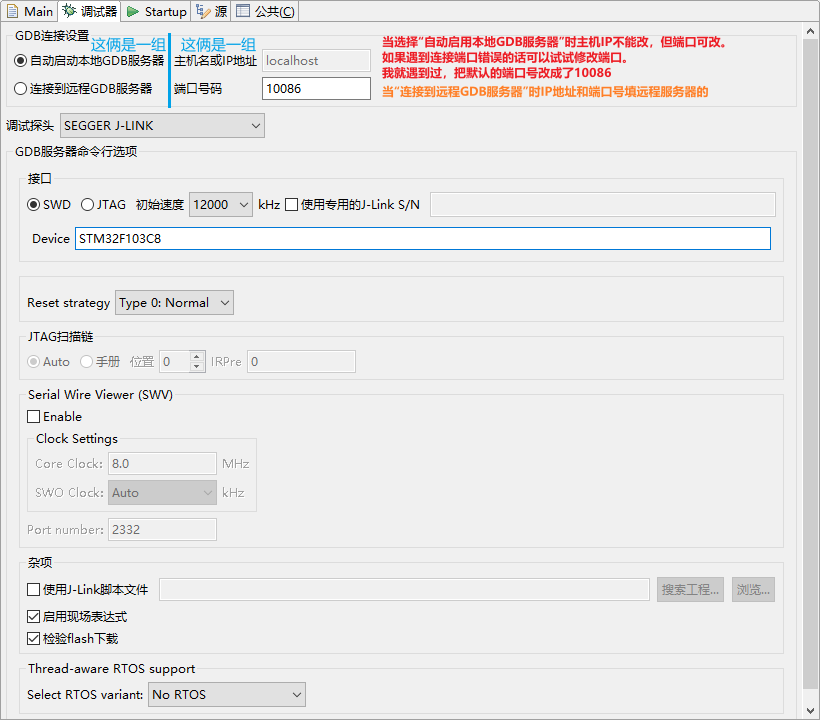 Main 调试器 Startup 源 公共(C)
GDB连接设置
这俩是一组 这俩是一组
自动启动本地GDB服务器 主机名或IP地址 localhost
连接到远程GDB服务器 端口号码 10086
当选择"自动启用本地GDB服务器"时主机IP不能改，但端口可改。
如果遇到连接端口错误的话可以试试修改端口。
我就遇到过，把默认的端口号改成了10086
当"连接到远程GDB服务器"时IP地址和端口号填远程服务器的
调试探头 SEGGER J-LINK
GDB服务器命令行选项
接口
SWD JTAG 初始速度 12000 kHz 使用专用的J-Link S/N
Device STM32F103C8
Reset strategy Type 0: Normal
JTAG扫描链
Auto 手册 位置 0 IRPre 0
Serial Wire Viewer (SWV)
Enable
Clock Settings
Core Clock: 8.0 MHz
SWO Clock: Auto kHz
Port number: 2332
杂项
使用J-Link脚本文件 搜索工程... 浏览...
启用现场表达式
检验flash下载
Thread-aware RTOS support
Select RTOS variant: No RTOS